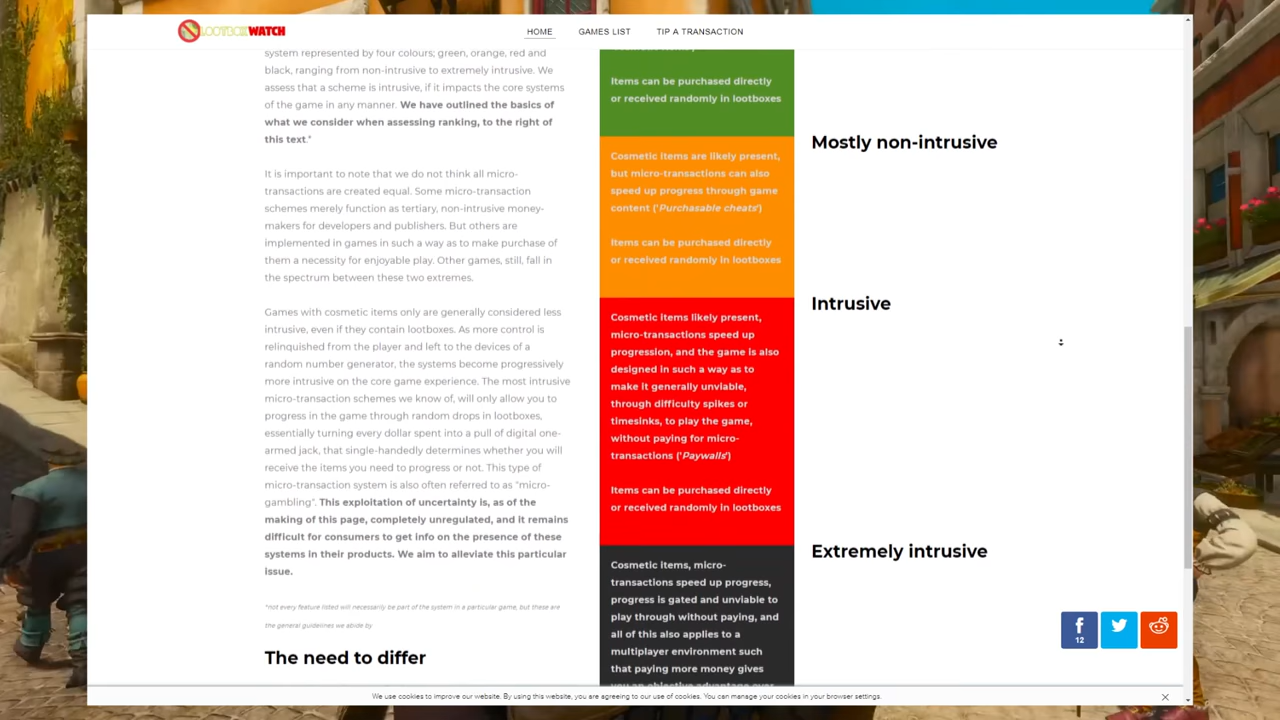 LOOTBOXWATCH
HOME
GAMES LIST
TIP A TRANSACTION
system represented by four colours; green, orange, red and
black, ranging from non-intrusive to extremely intrusive. We
assess that a scheme is intrusive, if it impacts the core systems
of the game in any manner. We have outlined the basics of
what we consider when assessing ranking, to the right of
this text.*
It is important to note that we do not think all micro-
transactions are created equal. Some micro-transaction
schemes merely function as tertiary, non-intrusive money-
makers for developers and publishers. But others are
implemented in games in such a way as to make purchase of
them a necessity for enjoyable play. Other games, still, fall in
the spectrum between these two extremes.
Games with cosmetic items only are generally considered less
intrusive, even if they contain lootboxes. As more control is
relinquished from the player and left to the devices of a
random number generator, the systems become progressively
more intrusive on the core game experience. The most intrusive
micro-transaction schemes we know of, will only allow you to
progress in the game through random drops in lootboxes,
essentially turning every dollar spent into a pull of digital one-
armed jack, that single-handedly determines whether you will
receive the items you need to progress or not. This type of
micro-transaction system is also often referred to as "micro-
gambling". This exploitation of uncertainty is, as of the
making of this page, completely unregulated, and it remains
difficult for consumers to get info on the presence of these
systems in their products. We aim to alleviate this particular
issue.
*not every feature listed will necessarily be part of the system in a particular game, but these are
the general guidelines we abide by
The need to differ
Items can be purchased directly
or received randomly in lootboxes
Mostly non-intrusive
Cosmetic items are likely present,
but micro-transactions can also
speed up progress through game
content ('Purchasable cheats')
Items can be purchased directly
or received randomly in lootboxes
Intrusive
Cosmetic items likely present,
micro-transactions speed up
progression, and the game is also
designed in such a way as to
make it generally unviable,
through difficulty spikes or
timesinks, to play the game,
without paying for micro-
transactions ('Paywalls')
Items can be purchased directly
or received randomly in lootboxes
Extremely intrusive
Cosmetic items, micro-
transactions speed up progress,
progress is gated and unviable to
play through without paying, and
all of this also applies to a
multiplayer environment such
that paying more money gives
12
We use cookies to improve our website. By using this website, you are agreeing to our use of cookies. You can manage your cookies in your browser settings.